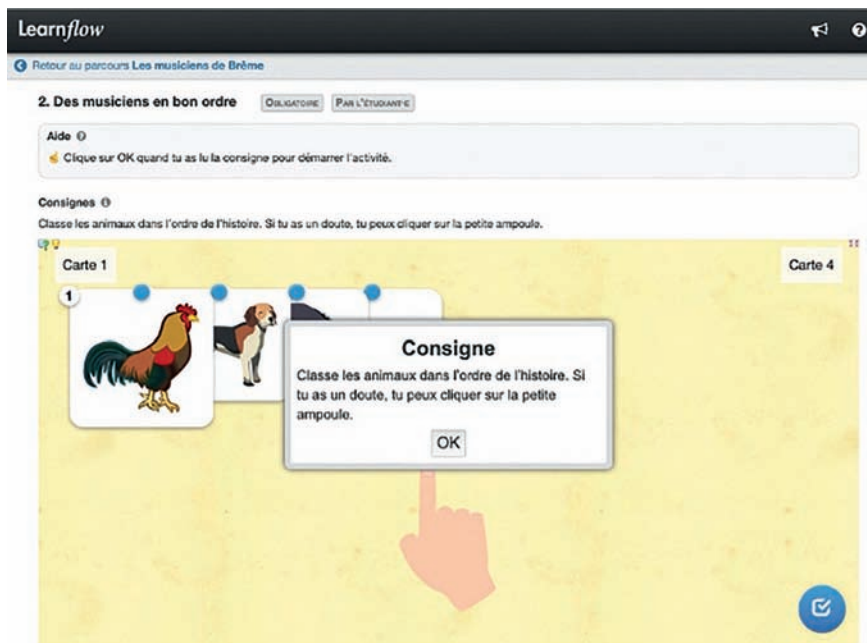 Learnflow
Retour au parcours Les musiciens de Brême
2. Des musiciens en bon ordre OBLIGATOIRE PAR L'ÉTUDIANT·E
Aide
Clique sur OK quand tu as lu la consigne pour démarrer l'activité.
Consignes
Classe les animaux dans l'ordre de l'histoire. Si tu as un doute, tu peux cliquer sur la petite ampoule.
Carte 1
Carte 4
1
Consigne
Classe les animaux dans l'ordre de l'histoire. Si
tu as un doute, tu peux cliquer sur la petite
ampoule.
OK